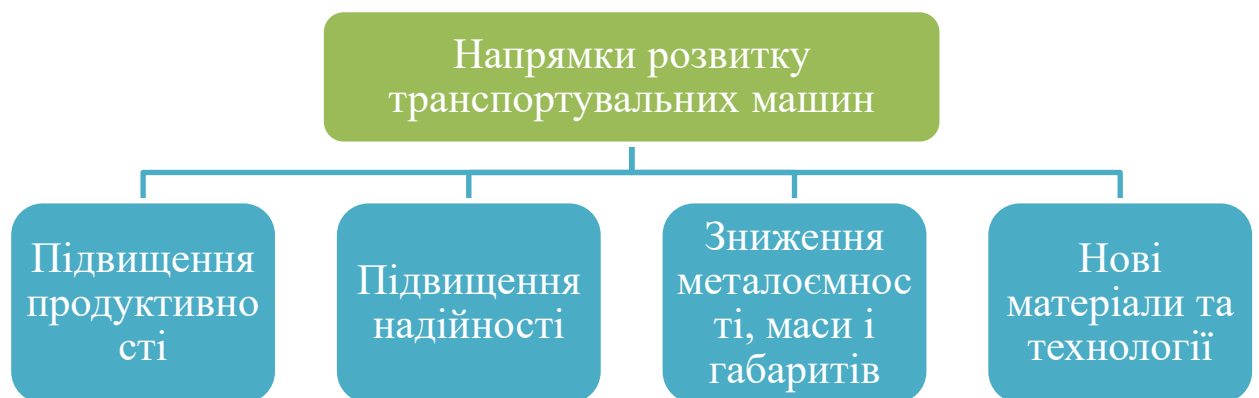 Напрямки розвитку
транспортувальних машин
Підвищення
продуктивно
сті
Підвищення
надійності
Зниження
металоємнос
ті, маси і
габаритів
Нові
матеріали та
технології